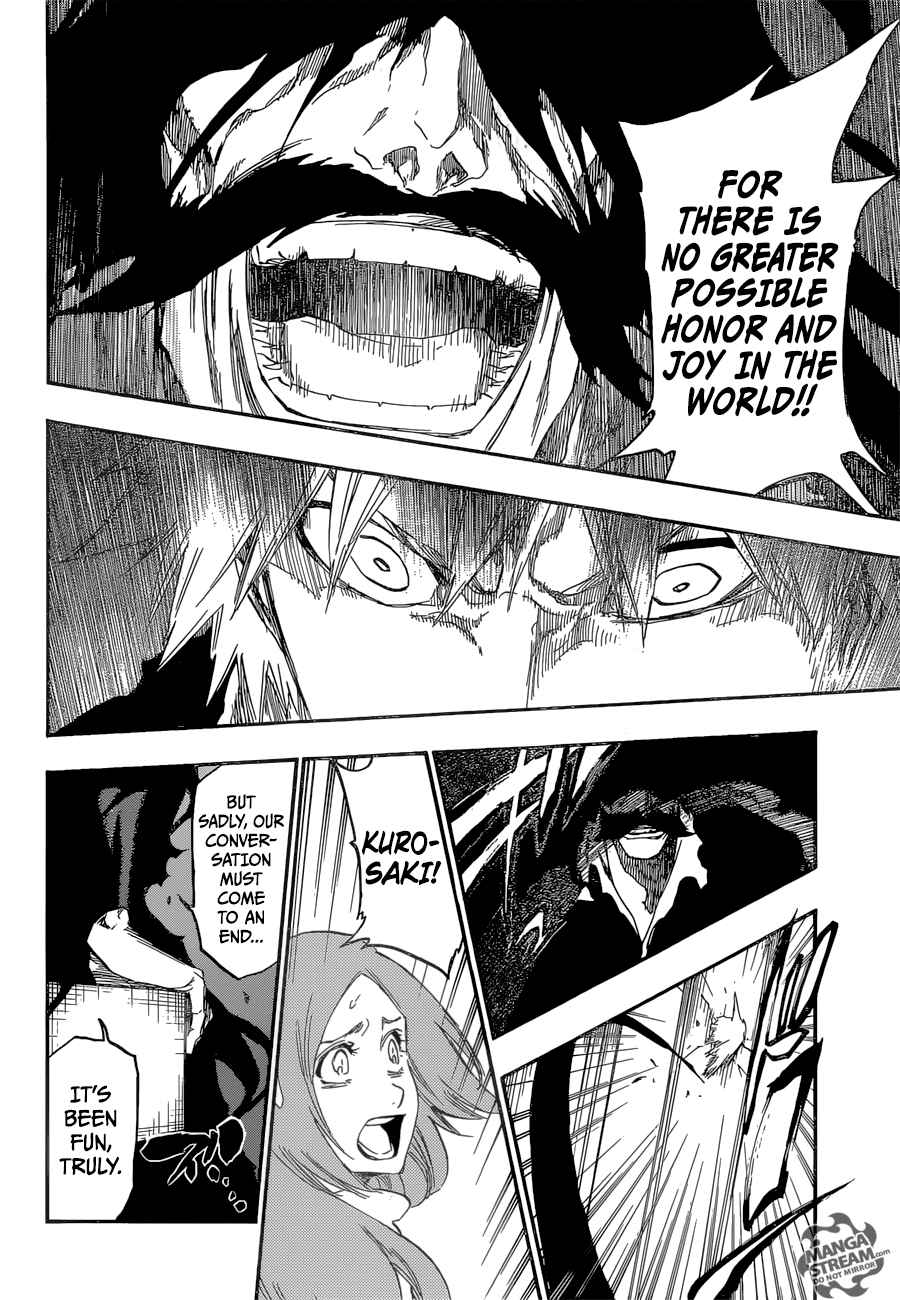 FOR
THERE IS
NO GREATER
POSSIBLE
HONOR AND
JOY IN THE
WORLD!!
KURO-
SAKI!
BUT
SADLY, OUR
CONVER-
SATION
MUST
COME
TO AN
END...
IT'S
BEEN
FUN,
TRULY.
MANGA
STREAM.com
DO NOT MIRROR